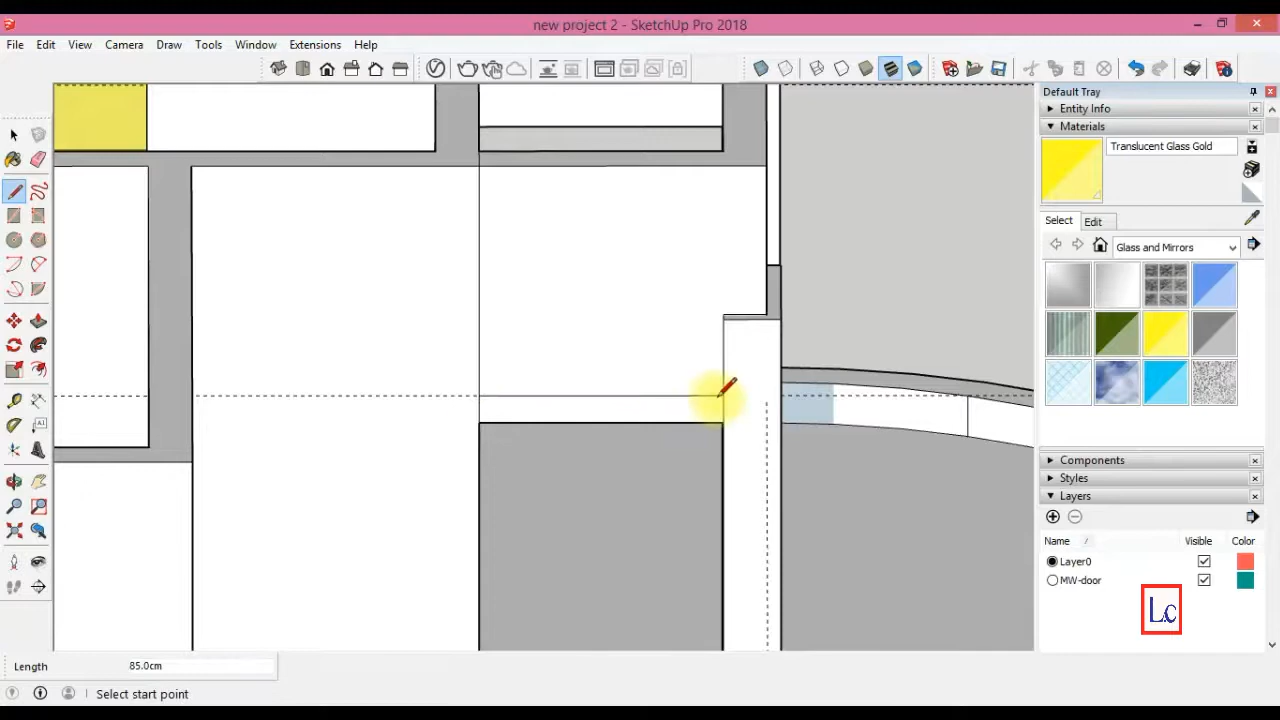 new project 2 - SketchUp Pro 2018
File Edit View Camera Draw Tools Window Extensions Help
Default Tray
Entity Info
Materials
Translucent Glass Gold
Select Edit
Glass and Mirrors
Components
Styles
Layers
Name Visible Color
Layer0
MW-door
Lc
Length 85.0cm
Select start point